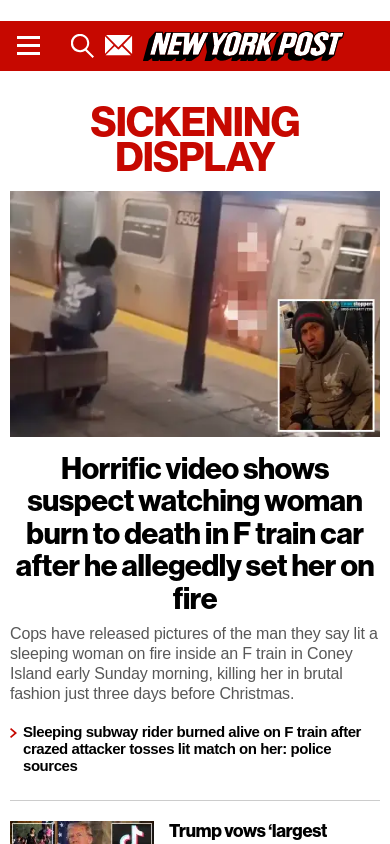 NEW YORK POST
SICKENING
DISPLAY
Horrific video shows
suspect watching woman
burn to death in F train car
after he allegedly set her on
fire
Cops have released pictures of the man they say lit a
sleeping woman on fire inside an F train in Coney
Island early Sunday morning, killing her in brutal
fashion just three days before Christmas.
Sleeping subway rider burned alive on F train after
crazed attacker tosses lit match on her: police
sources
Trump vows ‘largest